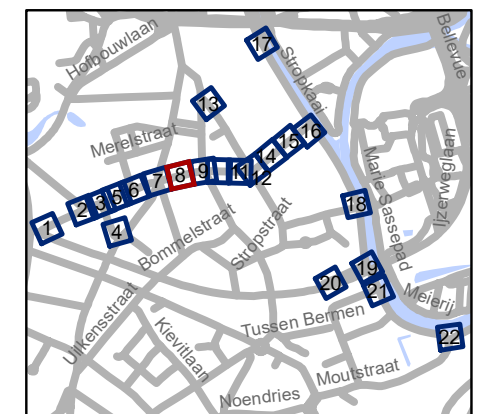 Hofbouwlaan
17
Stropkaai
Bellevue
13
Merelstraat
16
15
14
12
11
9
8
7
6
5
3
2
1
4
Marie Sassepad
Ijzerweglaan
18
Bommelstraat
Stropstraat
19
20
21
Meierij
Uilkensstraat
Kievitlaan
Tussen Bermen
22
Moutstraat
Noendries